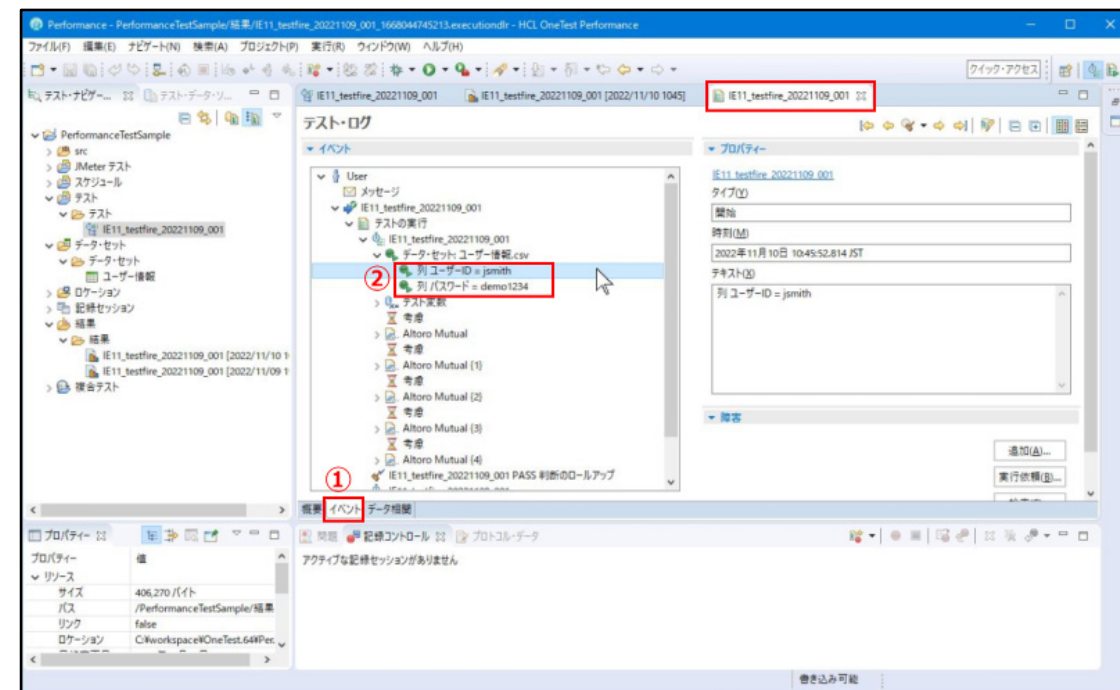 Performance - PerformanceTestSample/結果/IE11_testfire_20221109_001_1668044745213.executiondlr - HCL OneTest Performance
ファイル(F) 編集(E) ナビゲート(N) 検索(A) プロジェクト(P) 実行(R) ウィンドウ(W) ヘルプ(H)
クイック・アクセス
テスト・ナビゲー... テスト・データ・ソ...
PerformanceTestSample
src
JMeter テスト
スケジュール
テスト
テスト
IE11_testfire_20221109_001
データ・セット
データ・セット
ユーザー情報
ロケーション
記録セッション
結果
結果
IE11_testfire_20221109_001 [2022/11/10 1
IE11_testfire_20221109_001 [2022/11/09 1
複合テスト
IE11_testfire_20221109_001 IE11_testfire_20221109_001 [2022/11/10 1045] IE11_testfire_20221109_001
テスト・ログ
イベント
User
メッセージ
IE11_testfire_20221109_001
テストの実行
IE11_testfire_20221109_001
データ・セット: ユーザー情報.csv
② 列 ユーザーID = jsmith
列 パスワード = demo1234
テスト変数
考慮
Altoro Mutual
考慮
Altoro Mutual {1}
考慮
Altoro Mutual {2}
考慮
Altoro Mutual {3}
考慮
Altoro Mutual {4}
① IE11_testfire_20221109_001 PASS 判断のロールアップ
概要 イベント データ相関
プロパティー
IE11_testfire_20221109_001
タイプ(Y)
開始
時刻(M)
2022年11月10日 10:45:52.814 JST
テキスト(X)
列 ユーザーID = jsmith
障害
追加(A)...
実行依頼(B)...
プロパティー
プロパティー 値
リソース
サイズ 406,270 バイト
パス /PerformanceTestSample/結果
リンク false
ロケーション C:¥workspace¥OneTest.64¥Per
問題 記録コントロール プロトコル・データ
アクティブな記録セッションがありません
書き込み可能